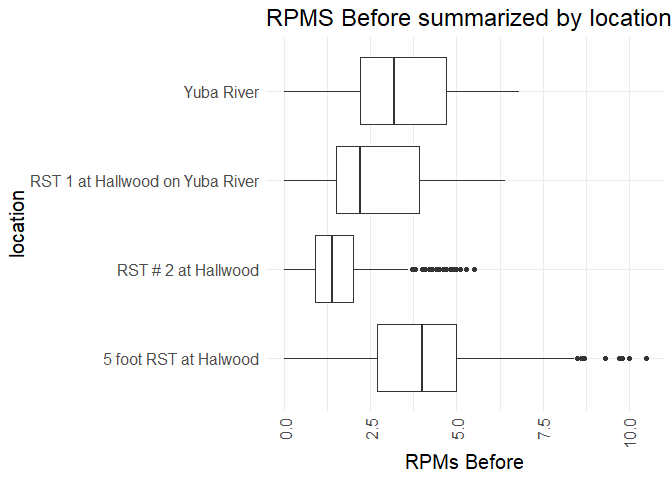 RPMS Before summarized by location
Yuba River
RST 1 at Hallwood on Yuba River
RST # 2 at Hallwood
5 foot RST at Halwood
location
0.0 2.5 5.0 7.5 10.0
RPMs Before